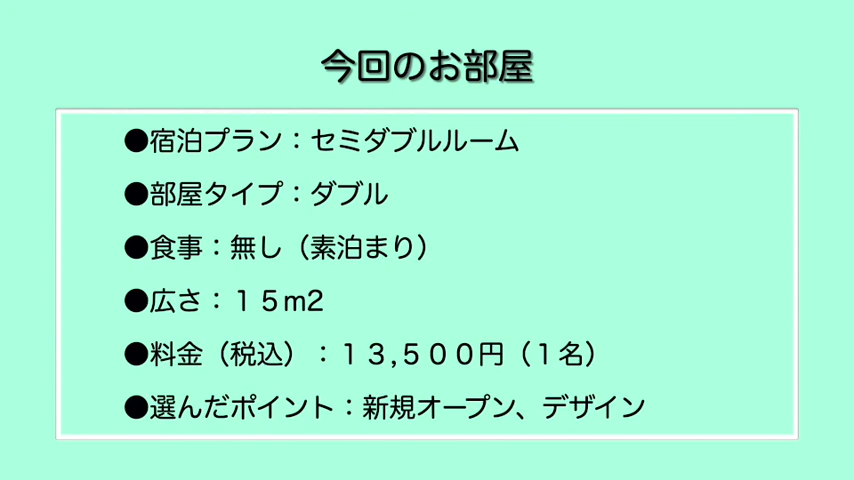 今回のお部屋
●宿泊プラン：セミダブルルーム
●部屋タイプ：ダブル
●食事：無し（素泊まり）
●広さ：１５m2
●料金（税込）：１３,５００円（１名）
●選んだポイント：新規オープン、デザイン